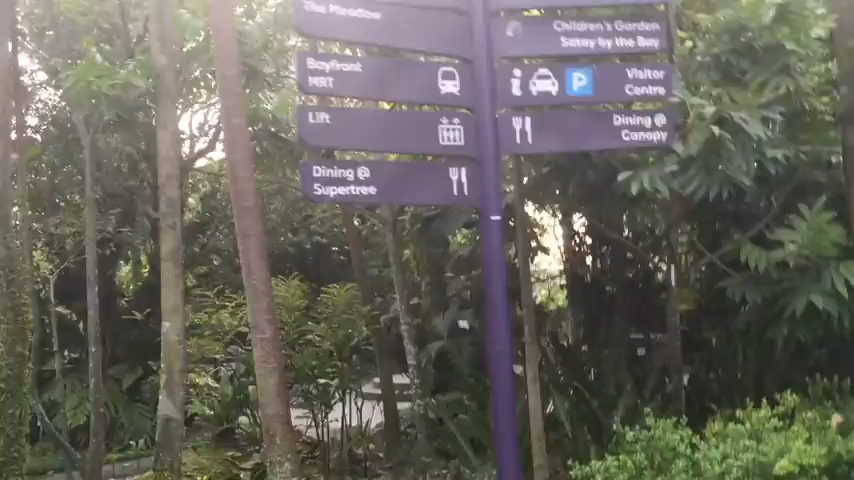 The Meadow
Bayfront
MRT
Lift
Dining @
Supertree
Children's Garden
Satay by the Bay
P
Visitor
Centre
Dining @
Canopy